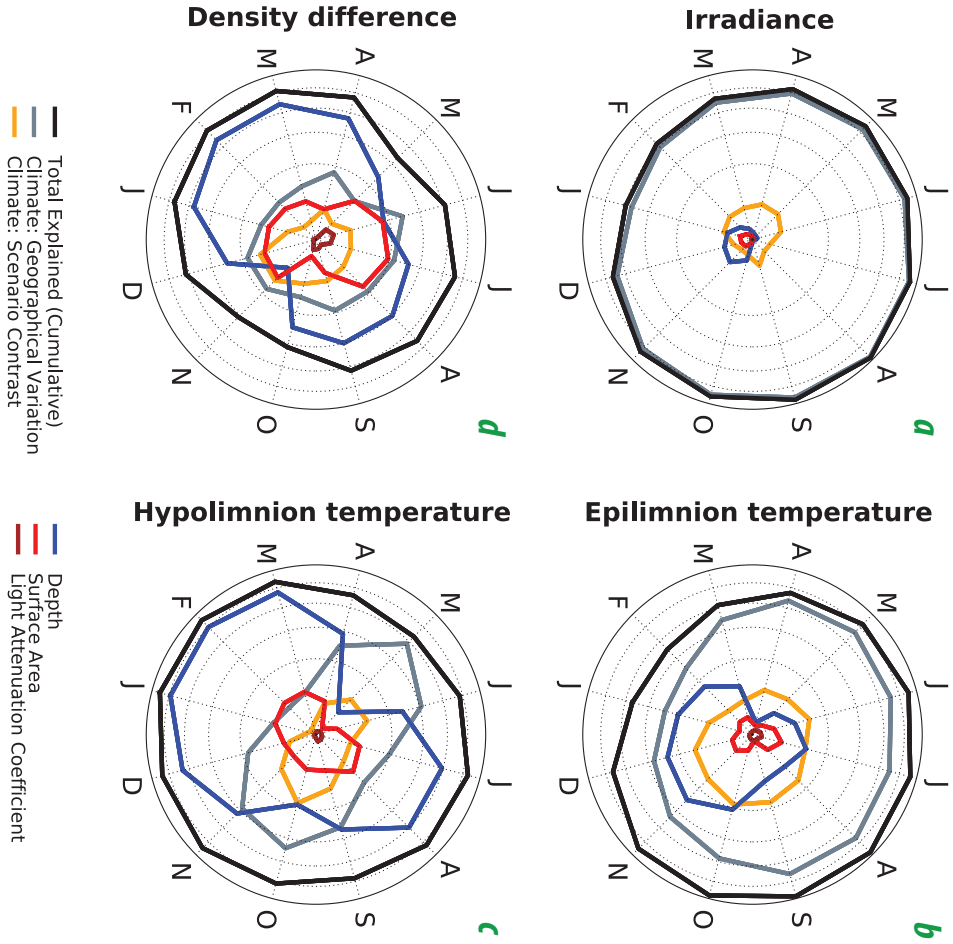 Density difference
M
A
F
M
J
J
D
J
N
A
O
S
d
Irradiance
M
A
F
M
J
J
D
J
N
A
O
S
a
Hypolimnion temperature
M
A
F
M
J
J
D
J
N
A
O
S
c
Epilimnion temperature
M
A
F
M
J
J
D
J
N
A
O
S
b
Total Explained (Cumulative)
Climate: Geographical Variation
Climate: Scenario Contrast
Depth
Surface Area
Light Attenuation Coefficient